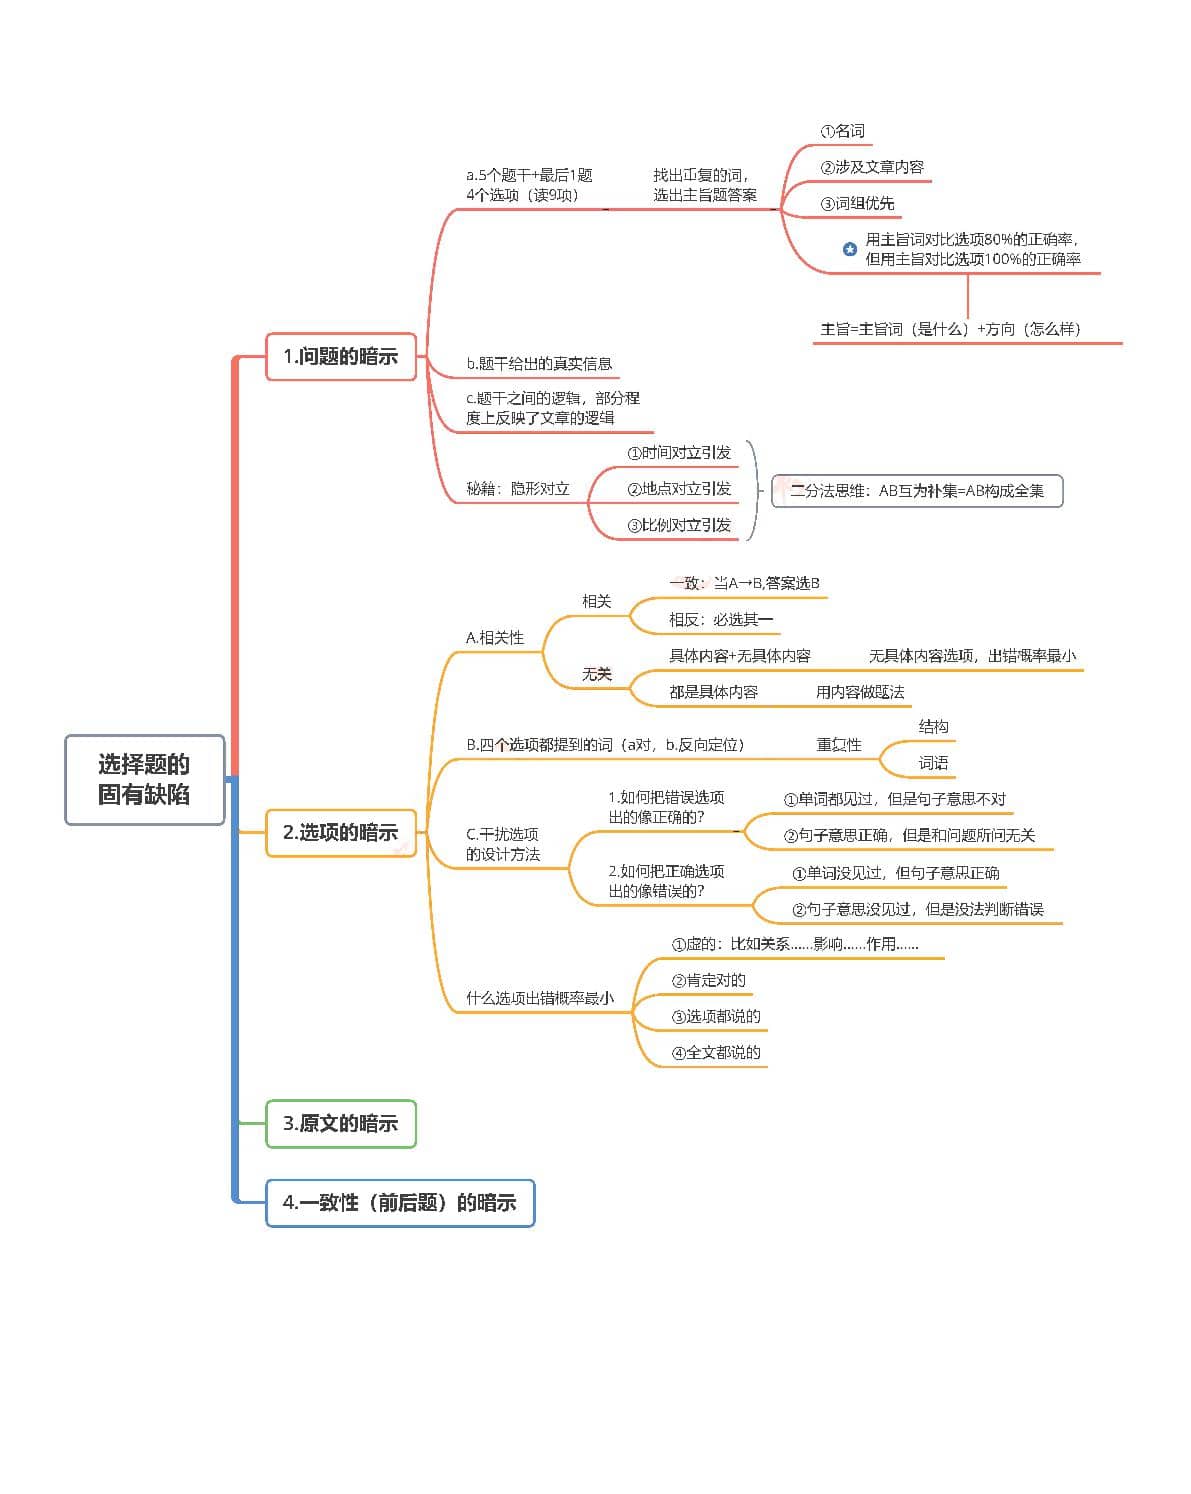 ①名词
a.5个题干+最后1题
4个选项（读9项）
找出重复的词，
选出主旨题答案
②涉及文章内容
③词组优先
用主旨词对比选项80%的正确率，
但用主旨对比选项100%的正确率
主旨=主旨词（是什么）+方向（怎么样）
1.问题的暗示
b.题干给出的真实信息
c.题干之间的逻辑，部分程
度上反映了文章的逻辑
秘籍：隐形对立
①时间对立引发
②地点对立引发
③比例对立引发
二分法思维：AB互为补集=AB构成全集
A.相关性
相关
一致：当A→B,答案选B
相反：必选其一
无关
具体内容+无具体内容
无具体内容选项，出错概率最小
都是具体内容
用内容做题法
B.四个选项都提到的词（a对，b.反向定位）
重复性
结构
词语
选择题的
固有缺陷
2.选项的暗示
C.干扰选项
的设计方法
1.如何把错误选项
出的像正确的？
①单词都见过，但是句子意思不对
②句子意思正确，但是和问题所问无关
2.如何把正确选项
出的像错误的？
①单词没见过，但句子意思正确
②句子意思没见过，但是没法判断错误
什么选项出错概率最小
①虚的：比如关系……影响……作用……
②肯定对的
③选项都说的
④全文都说的
3.原文的暗示
4.一致性（前后题）的暗示